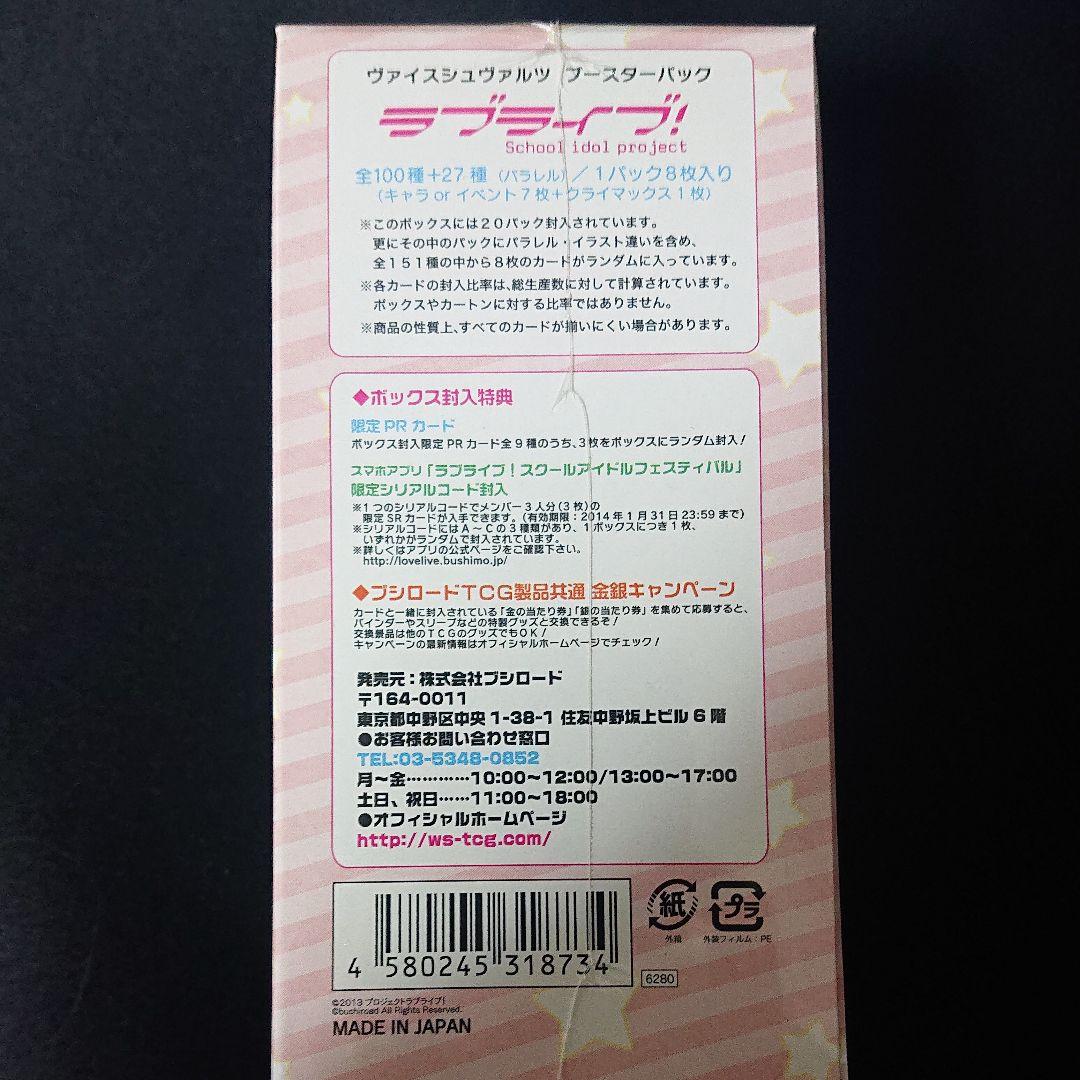 ヴァイスシュヴァルツ ブースターパック
ラブライブ!
School idol project
全100種+27種(パラレル)/1パック8枚入り
(キャラ or イベント7枚+クライマックス1枚)
※このボックスには20パック封入されています。
更にその中のパックにパラレル・イラスト違いを含め、
全151種の中から8枚のカードがランダムに入っています。
※各カードの封入比率は、総生産数に対して計算されています。
ボックスやカートンに対する比率ではありません。
※商品の性質上、すべてのカードが揃いにくい場合があります。
◆ボックス封入特典
限定PRカード
ボックス封入限定PRカード全9種のうち、3枚をボックスにランダム封入!
スマホアプリ「ラブライブ!スクールアイドルフェスティバル」
限定シリアルコード封入
※1つのシリアルコードでメンバー3人分(3枚)の
限定SRカードが入手できます。(有効期限:2014年1月31日23:59まで)
※シリアルコードにはA~Cの3種類があり、1ボックスにつき1枚、
いずれかがランダムで封入されています。
※詳しくはアプリの公式ページをご確認下さい。
http://lovelive.bushimo.jp/
◆ブシロードTCG製品共通 金銀キャンペーン
カードと一緒に封入されている「金の当たり券」「銀の当たり券」を集めて応募すると、
バインダーやスリーブなどの特製グッズと交換できるぞ!
交換景品は他のTCGのグッズでもOK!
キャンペーンの最新情報はオフィシャルホームページでチェック!
発売元:株式会社ブシロード
〒164-0011
東京都中野区中央1-38-1 住友中野坂上ビル6階
●お客様お問い合わせ窓口
TEL:03-5348-0852
月~金…………10:00~12:00/13:00~17:00
土日、祝日……11:00~18:00
●オフィシャルホームページ
http://ws-tcg.com/
紙
外箱
プラ
外装フィルム:PE
4 580245 318734
6280
©2013 プロジェクトラブライブ!
©bushiroad All Rights Reserved.
MADE IN JAPAN